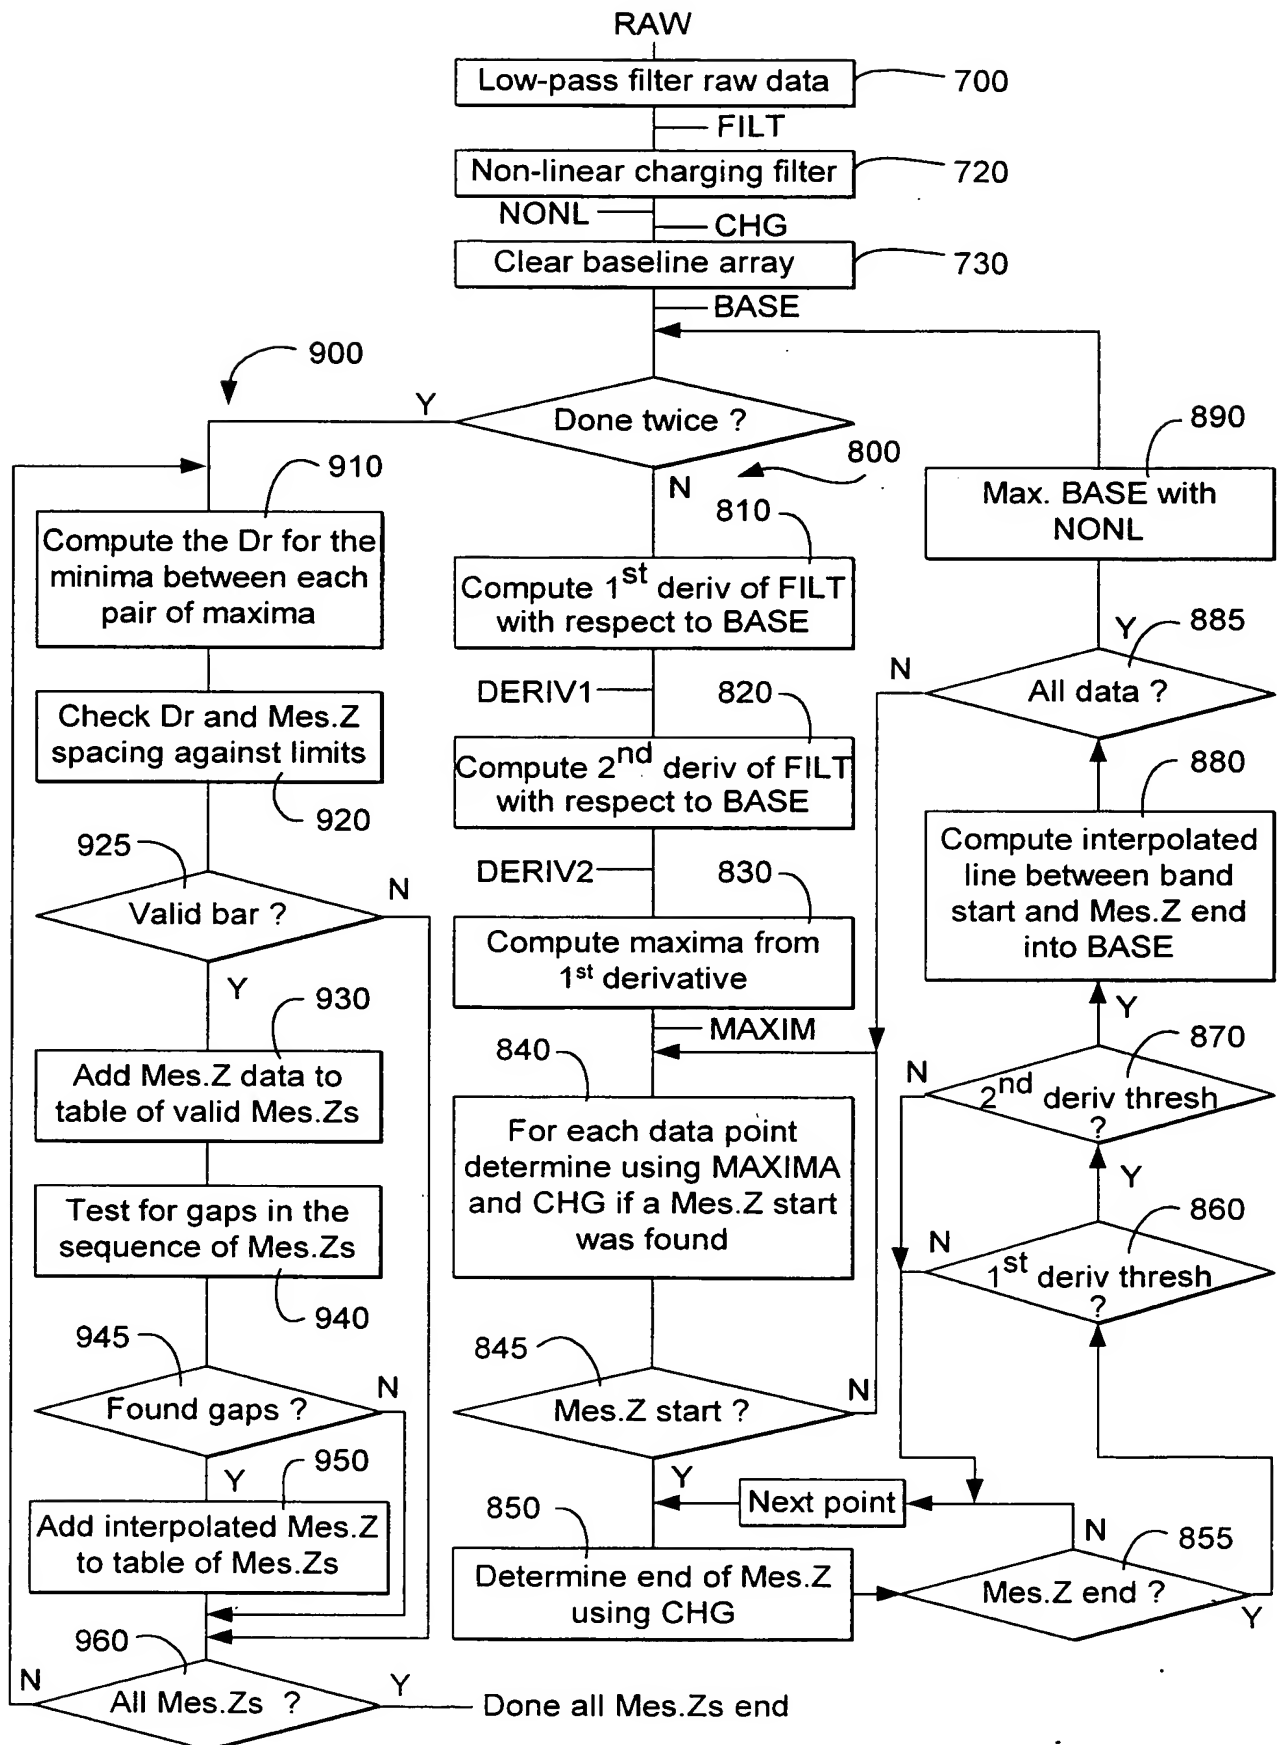 RAW
Low-pass filter raw data
700
FILT
Non-linear charging filter
720
NONL
CHG
Clear baseline array
730
BASE
900
Y
Done twice ?
N
800
910
Compute the Dr for the
minima between each
pair of maxima
Check Dr and Mes.Z
spacing against limits
920
925
Valid bar ?
N
Y
930
Add Mes.Z data to
table of valid Mes.Zs
Test for gaps in the
sequence of Mes.Zs
940
945
Found gaps ?
N
Y
950
Add interpolated Mes.Z
to table of Mes.Zs
960
N
All Mes.Zs ?
Y
Done all Mes.Zs end
810
Compute 1st deriv of FILT
with respect to BASE
DERIV1
820
Compute 2nd deriv of FILT
with respect to BASE
DERIV2
830
Compute maxima from
1st derivative
MAXIM
840
For each data point
determine using MAXIMA
and CHG if a Mes.Z start
was found
845
Mes.Z start ?
N
Y
Next point
850
Determine end of Mes.Z
using CHG
N
855
Mes.Z end ?
Y
860
N
1st deriv thresh
?
Y
870
N
2nd deriv thresh
?
Y
880
Compute interpolated
line between band
start and Mes.Z end
into BASE
885
N
All data ?
Y
890
Max. BASE with
NONL